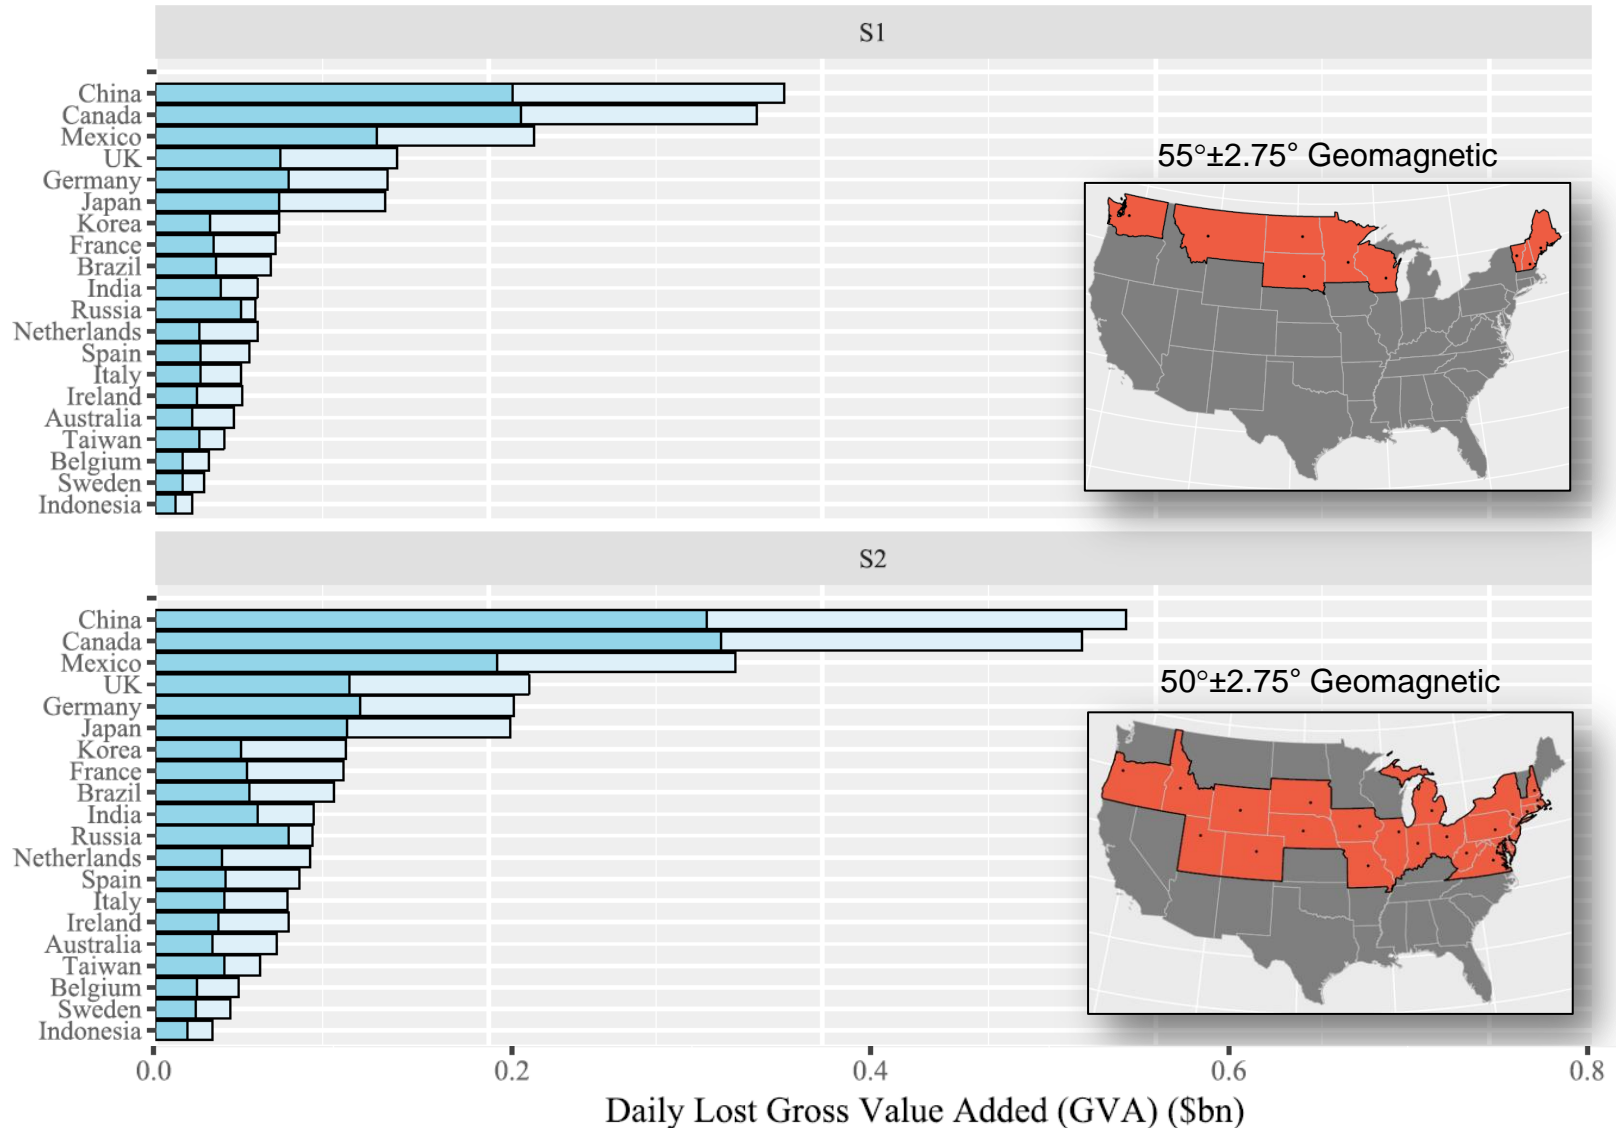 S1
China
Canada
Mexico
UK
Germany
Japan
Korea
France
Brazil
India
Russia
Netherlands
Spain
Italy
Ireland
Australia
Taiwan
Belgium
Sweden
Indonesia
55°±2.75° Geomagnetic
S2
China
Canada
Mexico
UK
Germany
Japan
Korea
France
Brazil
India
Russia
Netherlands
Spain
Italy
Ireland
Australia
Taiwan
Belgium
Sweden
Indonesia
50°±2.75° Geomagnetic
0.0 0.2 0.4 0.6 0.8
Daily Lost Gross Value Added (GVA) ($bn)